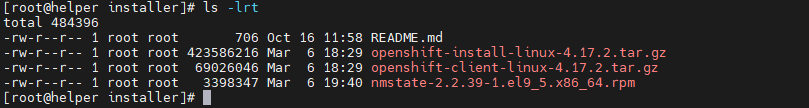 [root@helper installer]# ls -lrt
total 484396
-rw-r--r-- 1 root root       706 Oct 16 11:58 README.md
-rw-r--r-- 1 root root 423586216 Mar  6 18:29 openshift-install-linux-4.17.2.tar.gz
-rw-r--r-- 1 root root  69026046 Mar  6 18:29 openshift-client-linux-4.17.2.tar.gz
-rw-r--r-- 1 root root   3398347 Mar  6 19:40 nmstate-2.2.39-1.el9_5.x86_64.rpm
[root@helper installer]#